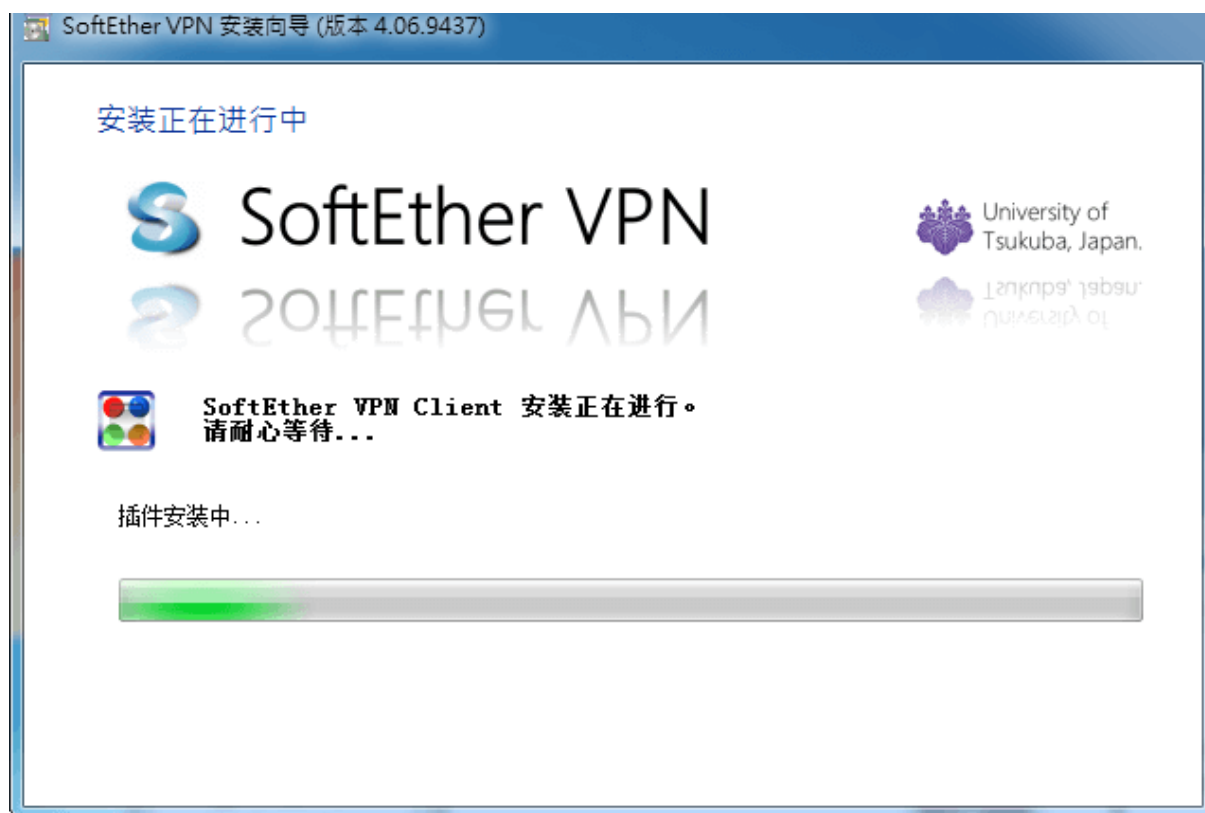 SoftEther VPN 安装向导 (版本 4.06.9437)
安装正在进行中
SoftEther VPN
University of
Tsukuba, Japan.
SoftEther VPN Client 安装正在进行。
请耐心等待...
插件安装中...